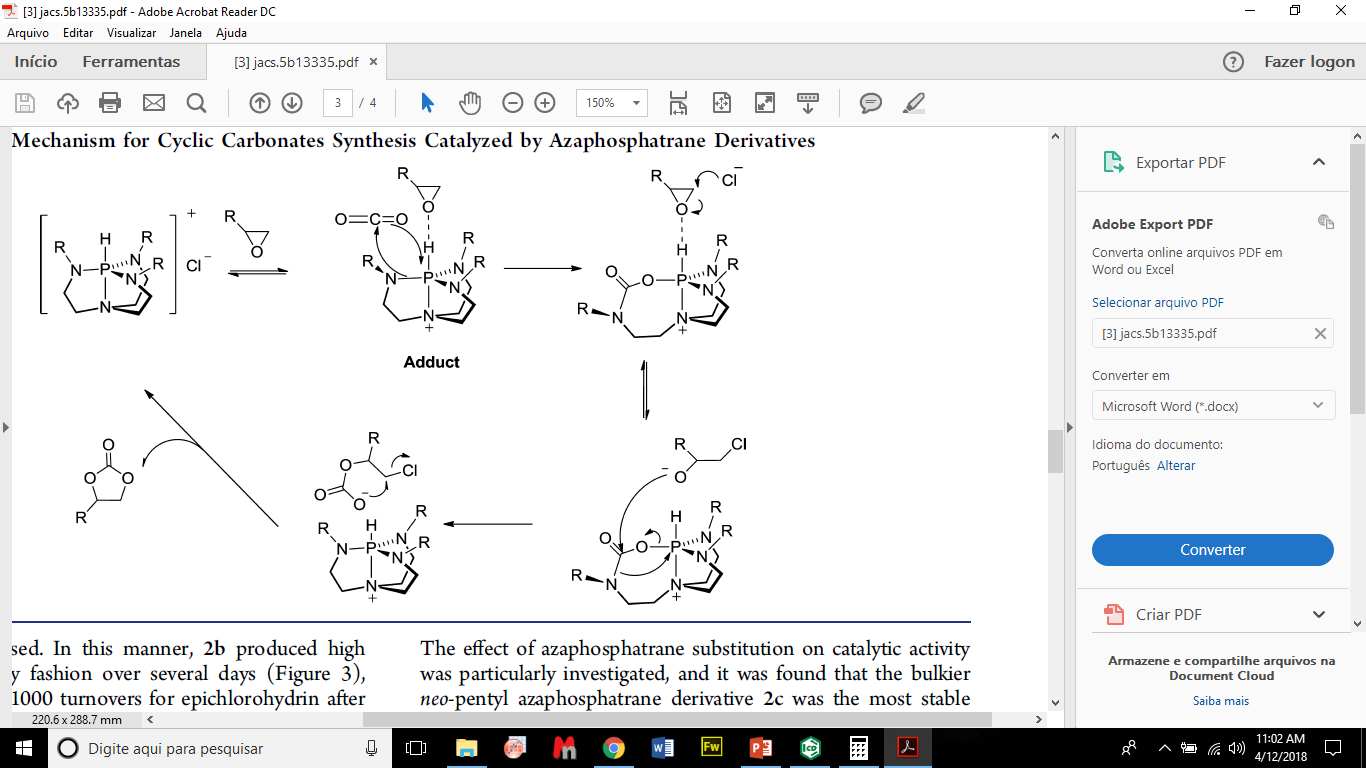 [3] jacs.5b13335.pdf - Adobe Acrobat Reader DC
Arquivo Editar Visualizar Janela Ajuda
Início Ferramentas [3] jacs.5b13335.pdf × ? Fazer logon
3 / 4 150%
Mechanism for Cyclic Carbonates Synthesis Catalyzed by Azaphosphatrane Derivatives
R O
O C O
H
R N P N R
N R
N +
Adduct
R O Cl −
H
O O P N R
N R
R N N +
H +
R N P N R
N R
N
Cl −
R O
R Cl
− O
H R
O O P N R
N
R N N +
R
O Cl
O O −
R H R
N P N R
N
N +
O
O O
R
sed. In this manner, 2b produced high
y fashion over several days (Figure 3),
1000 turnovers for epichlorohydrin after
The effect of azaphosphatrane substitution on catalytic activity
was particularly investigated, and it was found that the bulkier
neo-pentyl azaphosphatrane derivative 2c was the most stable
220.6 x 288.7 mm
Exportar PDF
Adobe Export PDF
Converta online arquivos PDF em
Word ou Excel
Selecionar arquivo PDF
[3] jacs.5b13335.pdf
Converter em
Microsoft Word (*.docx)
Idioma do documento:
Português Alterar
Converter
Criar PDF
Armazene e compartilhe arquivos na
Document Cloud
Saiba mais
Digite aqui para pesquisar
W Fw P
11:02 AM
4/12/2018